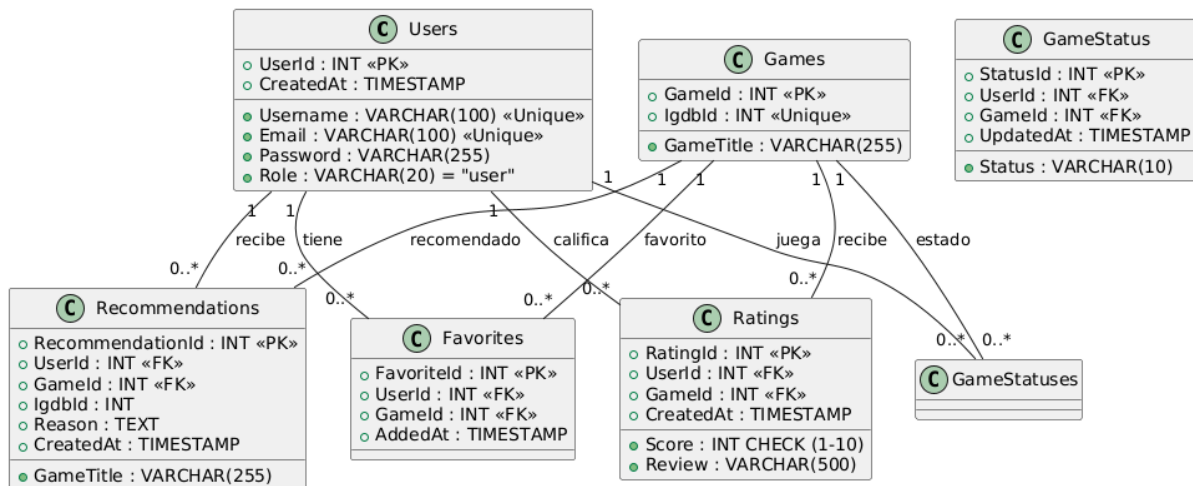 C Users
UserId : INT «PK»
CreatedAt : TIMESTAMP
Username : VARCHAR(100) «Unique»
Email : VARCHAR(100) «Unique»
Password : VARCHAR(255)
Role : VARCHAR(20) = "user"
C Games
GameId : INT «PK»
IgdbId : INT «Unique»
GameTitle : VARCHAR(255)
C GameStatus
StatusId : INT «PK»
UserId : INT «FK»
GameId : INT «FK»
UpdatedAt : TIMESTAMP
Status : VARCHAR(10)
1 1 1 1 1 1 1 1
recibe tiene recomendado califica favorito juega recibe estado
0..* 0..* 0..* 0..* 0..* 0..* 0..* 0..*
C Recommendations
RecommendationId : INT «PK»
UserId : INT «FK»
GameId : INT «FK»
IgdbId : INT
Reason : TEXT
CreatedAt : TIMESTAMP
GameTitle : VARCHAR(255)
C Favorites
FavoriteId : INT «PK»
UserId : INT «FK»
GameId : INT «FK»
AddedAt : TIMESTAMP
C Ratings
RatingId : INT «PK»
UserId : INT «FK»
GameId : INT «FK»
CreatedAt : TIMESTAMP
Score : INT CHECK (1-10)
Review : VARCHAR(500)
C GameStatuses